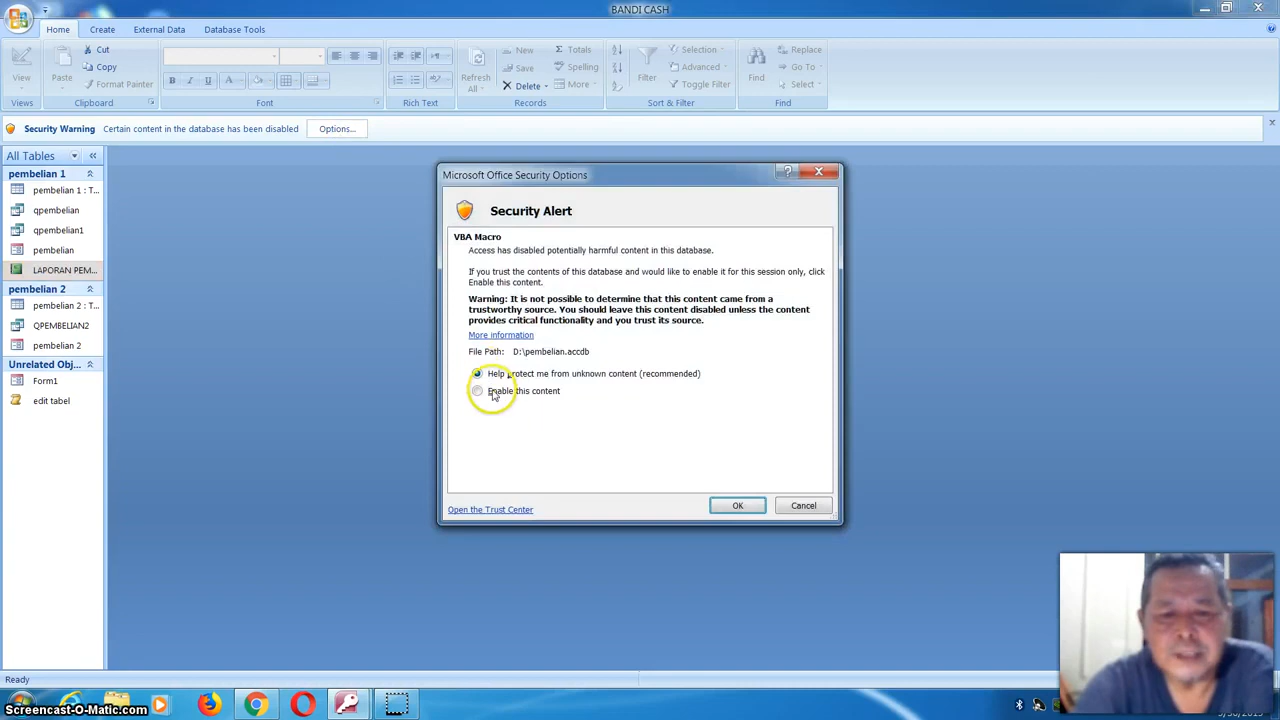 BANDI CASH
Home Create External Data Database Tools
View
Views
Paste
Cut
Copy
Format Painter
Clipboard
B I U A
Font
Rich Text
Refresh
All
New
Save
Delete
Totals
Spelling
More
Records
Filter
Selection
Advanced
Toggle Filter
Sort & Filter
Find
Replace
Go To
Select
Find
Security Warning Certain content in the database has been disabled Options...
All Tables
pembelian 1
pembelian 1 : T...
qpembelian
qpembelian1
pembelian
LAPORAN PEM...
pembelian 2
pembelian 2 : T...
QPEMBELIAN2
pembelian 2
Unrelated Obj...
Form1
edit tabel
Microsoft Office Security Options
Security Alert
VBA Macro
Access has disabled potentially harmful content in this database.
If you trust the contents of this database and would like to enable it for this session only, click
Enable this content.
Warning: It is not possible to determine that this content came from a
trustworthy source. You should leave this content disabled unless the content
provides critical functionality and you trust its source.
More information
File Path: D:\pembelian.accdb
Help protect me from unknown content (recommended)
Enable this content
Open the Trust Center
OK Cancel
Ready
Screencast-O-Matic.com